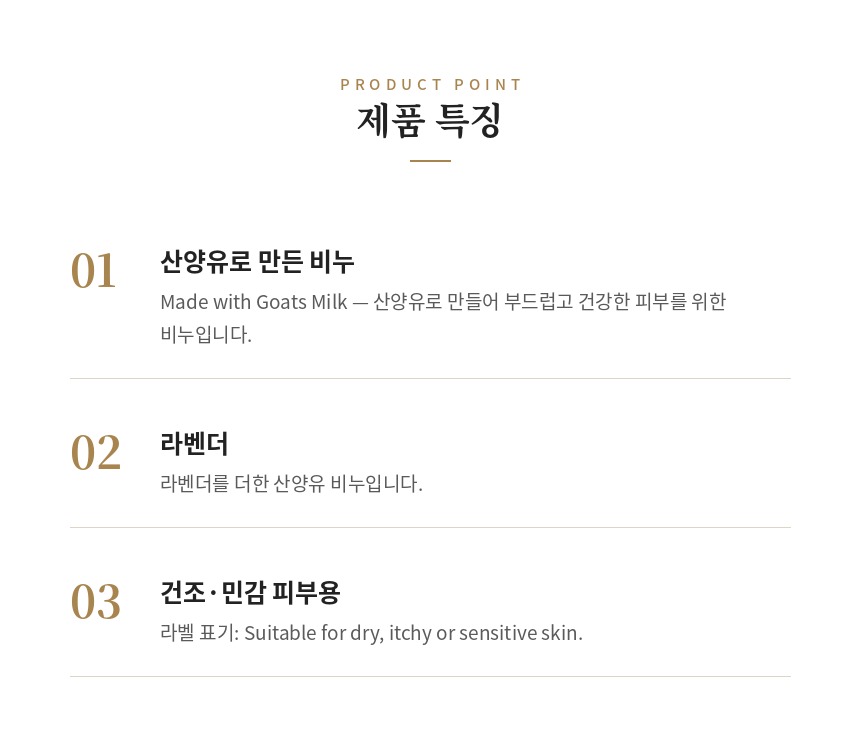 PRODUCT POINT
제품 특징
01
산양유로 만든 비누
Made with Goats Milk — 산양유로 만들어 부드럽고 건강한 피부를 위한
비누입니다.
02
라벤더
라벤더를 더한 산양유 비누입니다.
03
건조·민감 피부용
라벨 표기: Suitable for dry, itchy or sensitive skin.